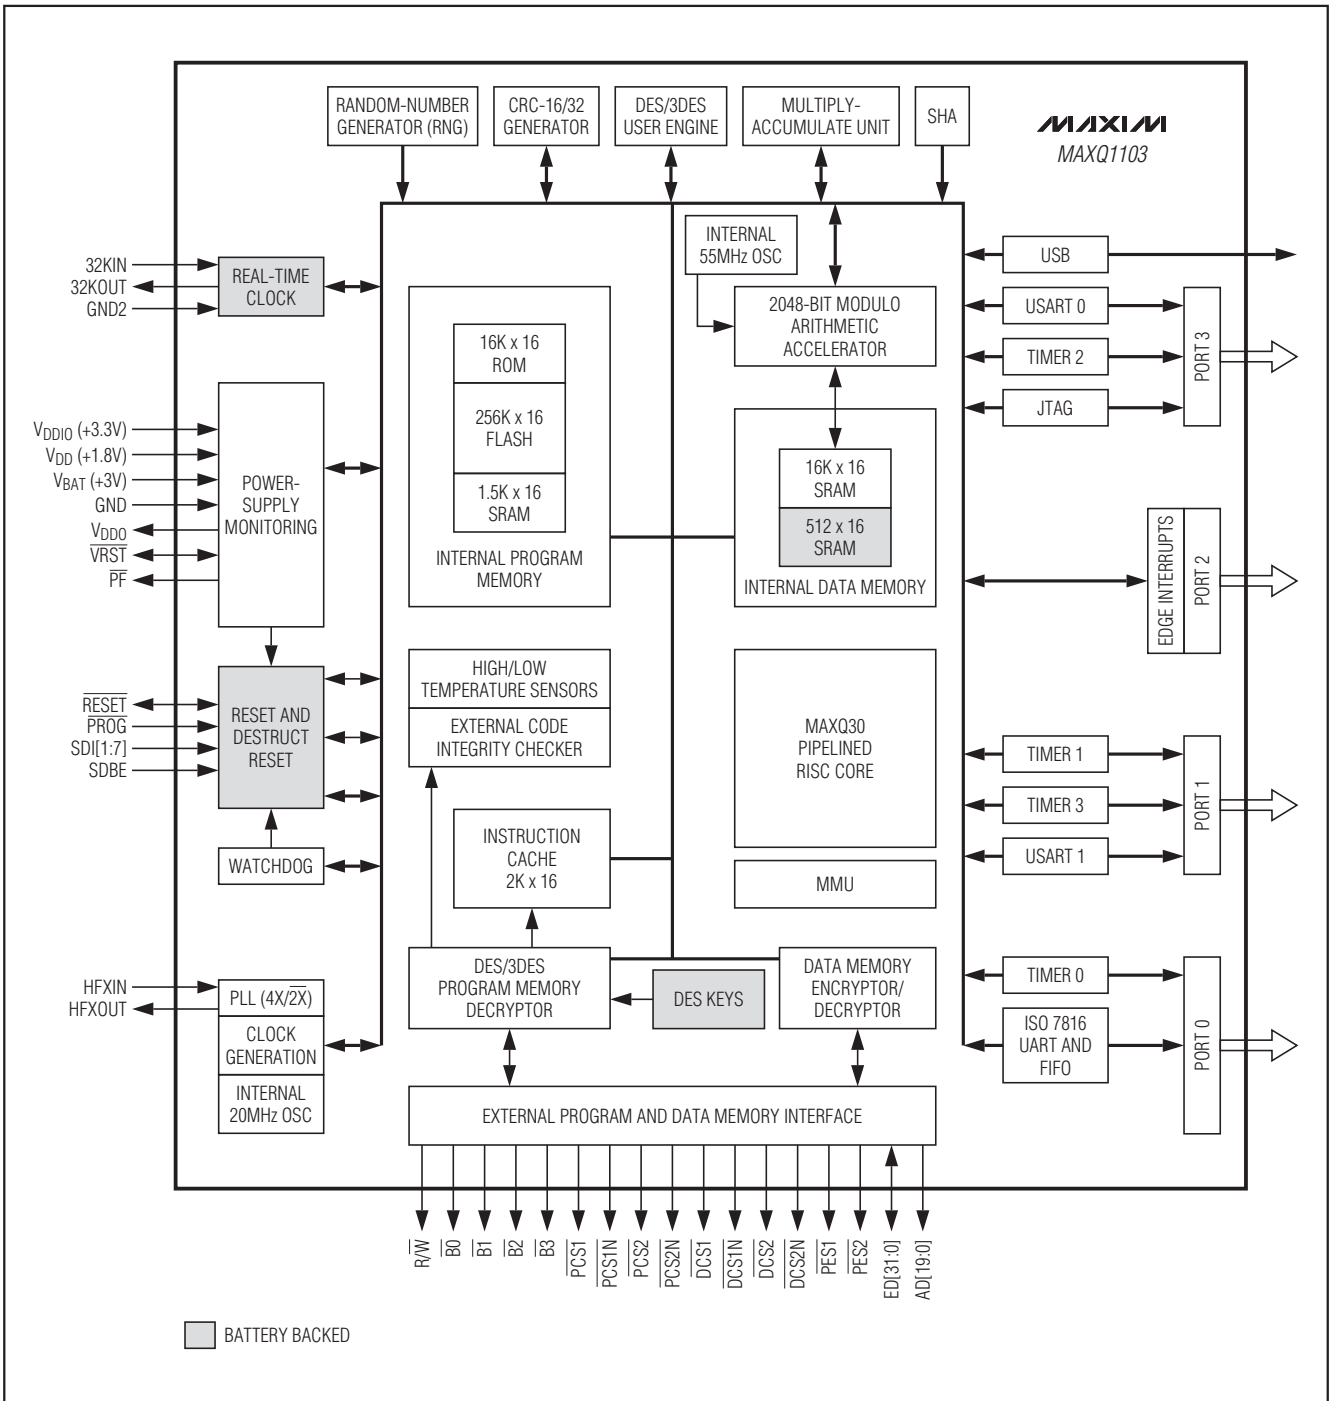 RANDOM-NUMBER
GENERATOR (RNG)
CRC-16/32
GENERATOR
DES/3DES
USER ENGINE
MULTIPLY-
ACCUMULATE UNIT
SHA
MAXIM
MAXQ1103
32KIN
32KOUT
GND2
REAL-TIME
CLOCK
INTERNAL
55MHz OSC
2048-BIT MODULO
ARITHMETIC
ACCELERATOR
USB
USART 0
TIMER 2
JTAG
PORT 3
16K x 16
ROM
256K x 16
FLASH
1.5K x 16
SRAM
INTERNAL PROGRAM
MEMORY
16K x 16
SRAM
512 x 16
SRAM
INTERNAL DATA MEMORY
VDDIO (+3.3V)
VDD (+1.8V)
VBAT (+3V)
GND
VDDO
VRST
PF
POWER-
SUPPLY
MONITORING
EDGE INTERRUPTS
PORT 2
RESET
PROG
SDI[1:7]
SDBE
RESET AND
DESTRUCT
RESET
WATCHDOG
HIGH/LOW
TEMPERATURE SENSORS
EXTERNAL CODE
INTEGRITY CHECKER
MAXQ30
PIPELINED
RISC CORE
MMU
TIMER 1
TIMER 3
USART 1
PORT 1
INSTRUCTION
CACHE
2K x 16
HFXIN
HFXOUT
PLL (4X/2X)
CLOCK
GENERATION
INTERNAL
20MHz OSC
DES/3DES
PROGRAM MEMORY
DECRYPTOR
DES KEYS
DATA MEMORY
ENCRYPTOR/
DECRYPTOR
TIMER 0
ISO 7816
UART AND
FIFO
PORT 0
EXTERNAL PROGRAM AND DATA MEMORY INTERFACE
R/W
B0
B1
B2
B3
PCS1
PCS1N
PCS2
PCS2N
DCS1
DCS1N
DCS2
DCS2N
PES1
PES2
ED[31:0]
AD[19:0]
BATTERY BACKED